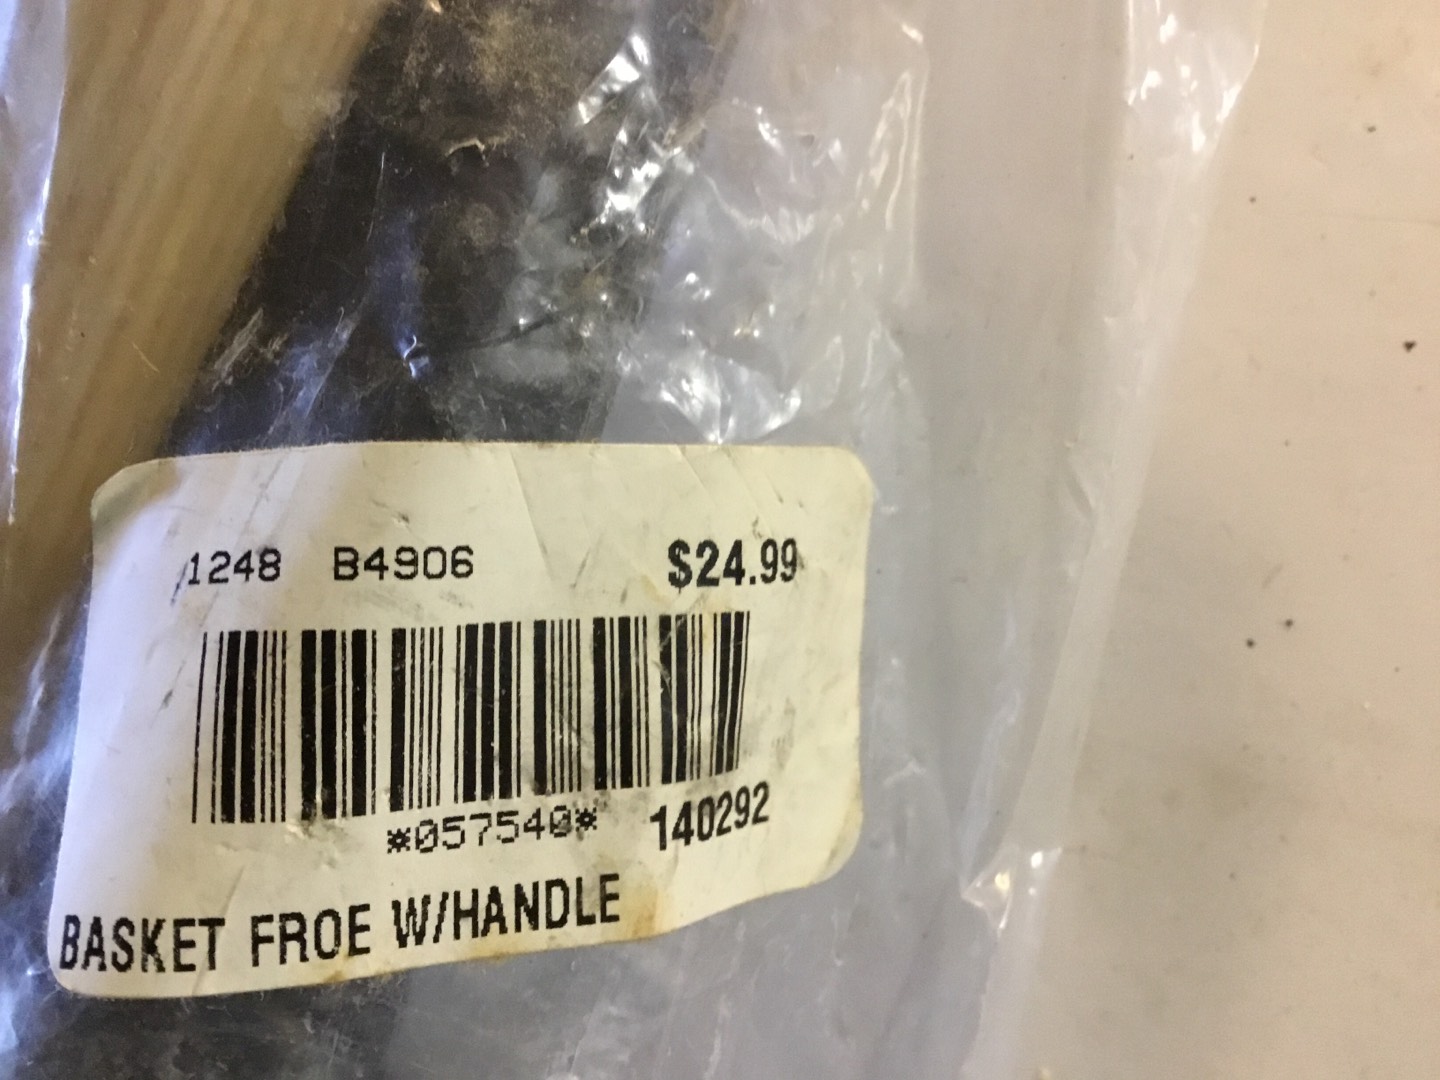 1248 B4906 $24.99
*057540* 140292
BASKET FROE W/HANDLE